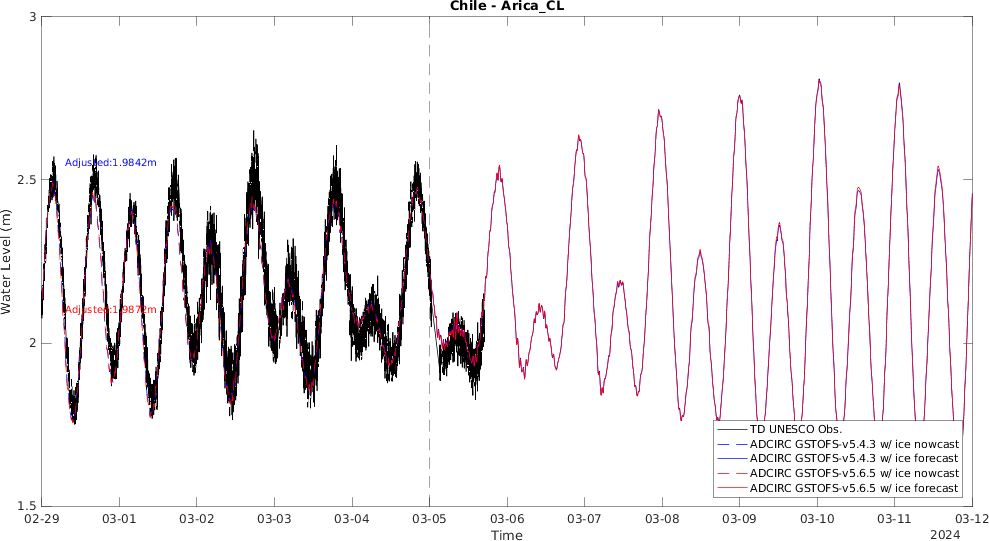 Chile - Arica_CL
3
2.5
2
1.5
Water Level (m)
Adjusted:1.9842m
Adjusted:1.9872m
TD UNESCO Obs.
ADCIRC GSTOFS-v5.4.3 w/ ice nowcast
ADCIRC GSTOFS-v5.4.3 w/ ice forecast
ADCIRC GSTOFS-v5.6.5 w/ ice nowcast
ADCIRC GSTOFS-v5.6.5 w/ ice forecast
02-29 03-01 03-02 03-03 03-04 03-05 03-06 03-07 03-08 03-09 03-10 03-11 03-12
Time
2024